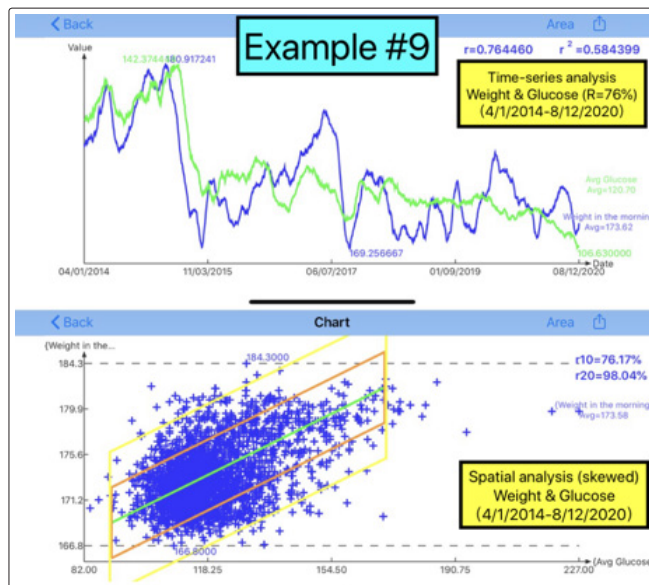 Back
Example #9
Area
Value
142.3744
180.917241
r=0.764460 r²=0.584399
Time-series analysis
Weight & Glucose (R=76%)
(4/1/2014-8/12/2020)
Avg Glucose
Avg=120.70
Weight in the morning
Avg=173.62
169.256667
106.630000
Date
04/01/2014 11/03/2015 06/07/2017 01/09/2019 08/12/2020
Back Chart Area
(Weight in the...
184.3
184.3000
r10=76.17%
r20=98.04%
179.9
(Weight in the morning
Avg=173.58
175.6
171.2
Spatial analysis (skewed)
Weight & Glucose
(4/1/2014-8/12/2020)
166.8
166.8000
(Avg Glucose
82.00 118.25 154.50 190.75 227.00